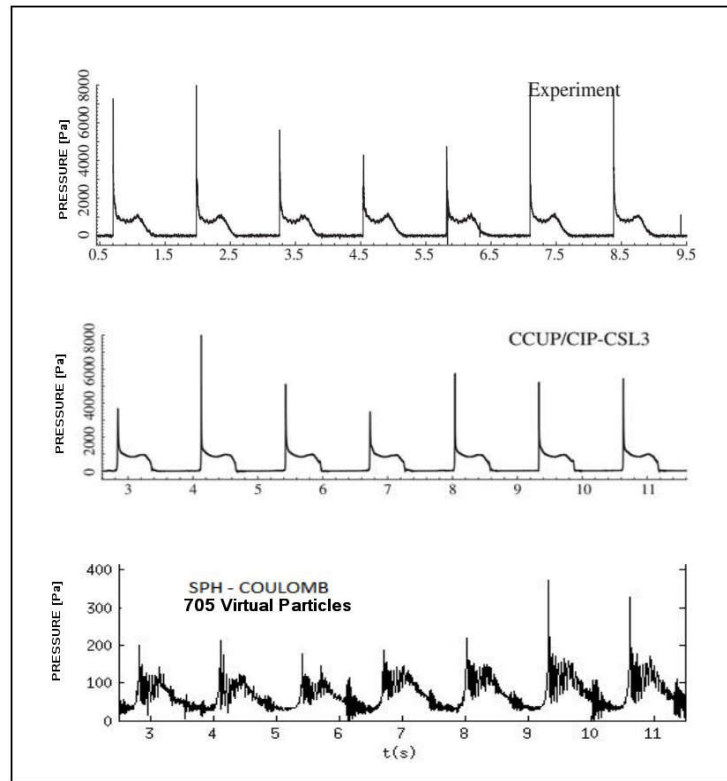 PRESSURE [Pa]
8000
6000
4000
2000
0
Experiment
0.5 1.5 2.5 3.5 4.5 5.5 6.5 7.5 8.5 9.5
PRESSURE [Pa]
8000
6000
4000
2000
0
CCUP/CIP-CSL3
3 4 5 6 7 8 9 10 11
PRESSURE [Pa]
400
300
200
100
0
SPH - COULOMB
705 Virtual Particles
3 4 5 6 7 8 9 10 11
t(s)